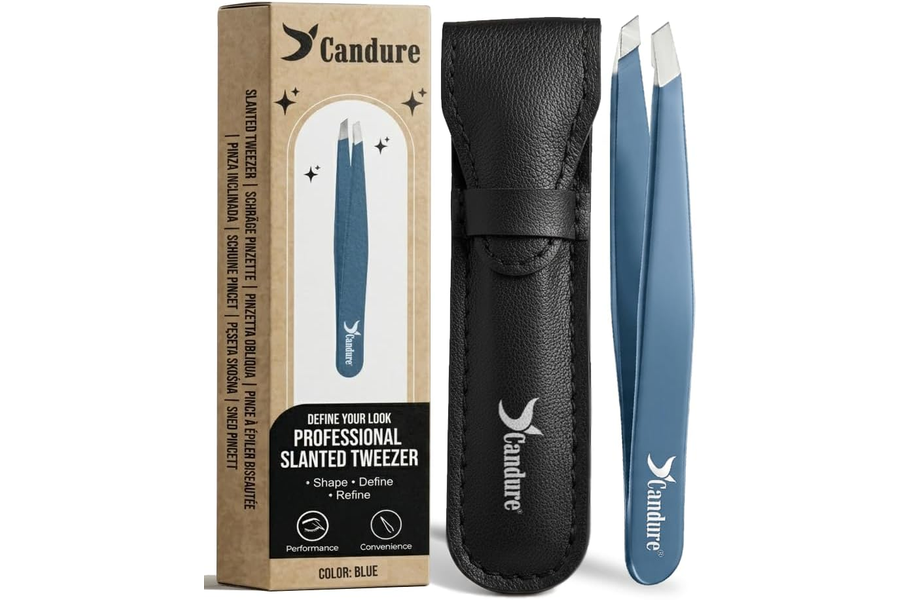 Candure
SLANTED TWEEZER | SCHRÄGE PINZETTE | PINZETTA OBLIQUA | PINCE À ÉPILER BISEAUTÉE
| PINZA INCLINADA | SCHUINE PINCET | PĘSETA SKOŚNA | SNED PINCETT
Candure®
DEFINE YOUR LOOK
PROFESSIONAL
SLANTED TWEEZER
• Shape • Define
• Refine
Performance
Convenience
COLOR: BLUE
Candure®
Candure®